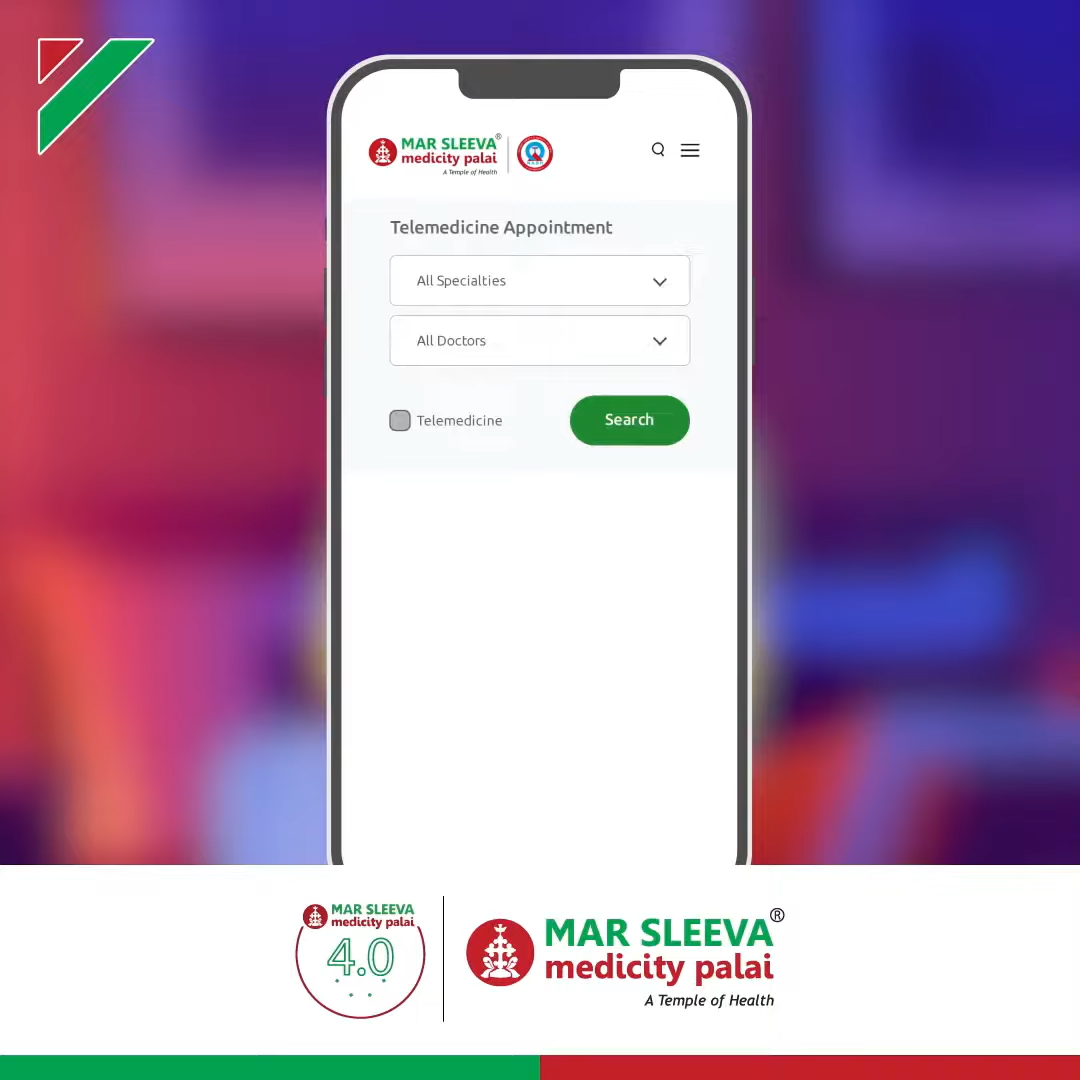 MAR SLEEVA®
medicity palai
A Temple of Health
Telemedicine Appointment
All Specialties
All Doctors
Telemedicine
Search
MAR SLEEVA
medicity palai
4.0
MAR SLEEVA®
medicity palai
A Temple of Health